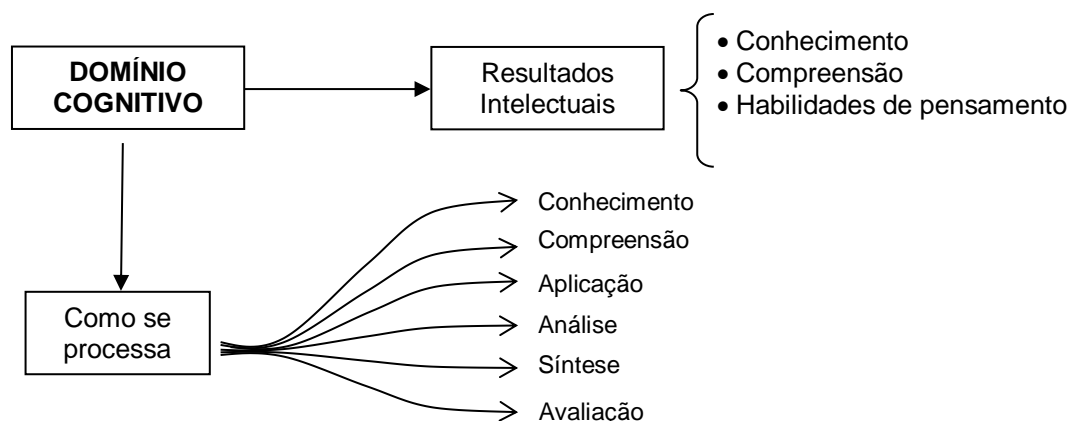 DOMÍNIO
COGNITIVO
Resultados
Intelectuais
• Conhecimento
• Compreensão
• Habilidades de pensamento
Como se
processa
Conhecimento
Compreensão
Aplicação
Análise
Síntese
Avaliação